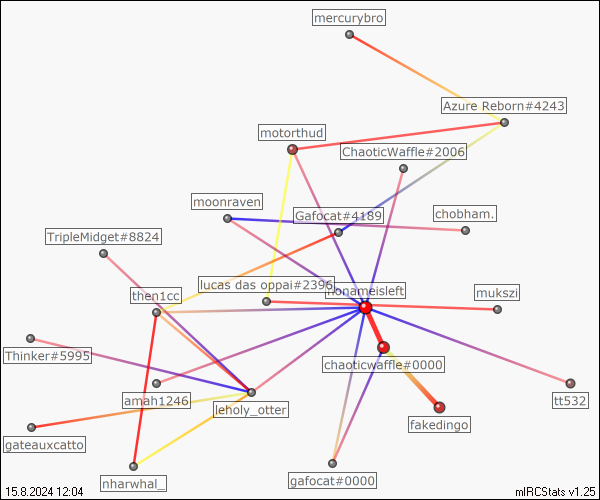 mercurybro
Azure Reborn#4243
motorthud
ChaoticWaffle#2006
moonraven
Gafocat#4189
chobham.
TripleMidget#8824
lucas das oppai#2396
nonameisleft
then1cc
mukszi
Thinker#5995
chaoticwaffle#0000
amah1246
leholy_otter
tt532
fakedingo
gateauxcatto
nharwhal_
gafocat#0000
15.8.2024 12:04
mIRCStats v1.25